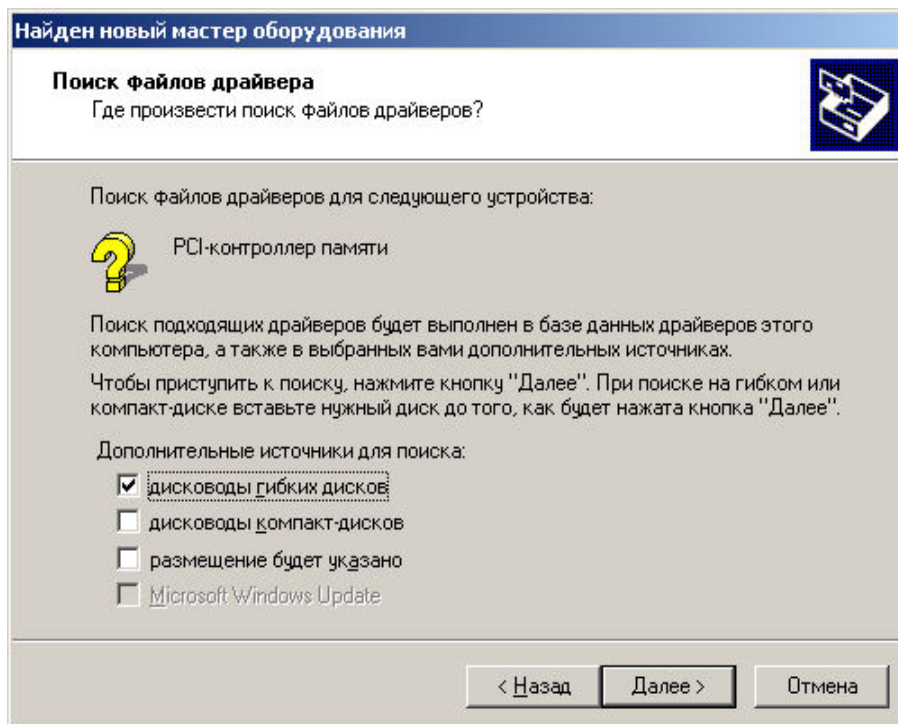 Найден новый мастер оборудования
Поиск файлов драйвера
Где произвести поиск файлов драйверов?
Поиск файлов драйверов для следующего устройства:
PCI-контроллер памяти
Поиск подходящих драйверов будет выполнен в базе данных драйверов этого
компьютера, а также в выбранных вами дополнительных источниках.
Чтобы приступить к поиску, нажмите кнопку "Далее". При поиске на гибком или
компакт-диске вставьте нужный диск до того, как будет нажата кнопка "Далее".
Дополнительные источники для поиска:
дисководы гибких дисков
дисководы компакт-дисков
размещение будет указано
Microsoft Windows Update
< Назад Далее > Отмена